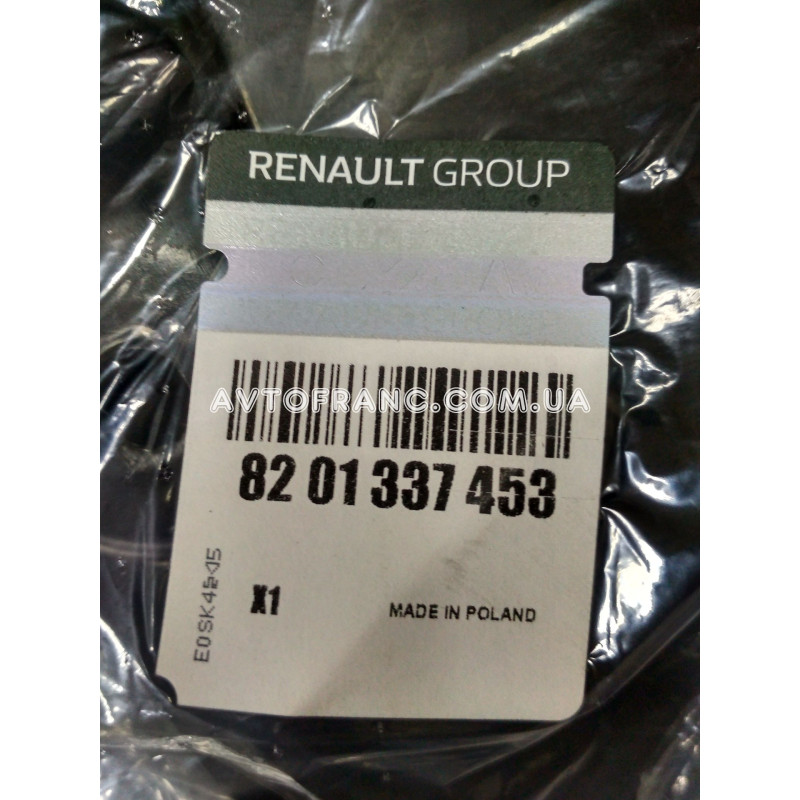 RENAULT GROUP
AVTOFRANC.COM.UA
82 01 337 453
X1
MADE IN POLAND